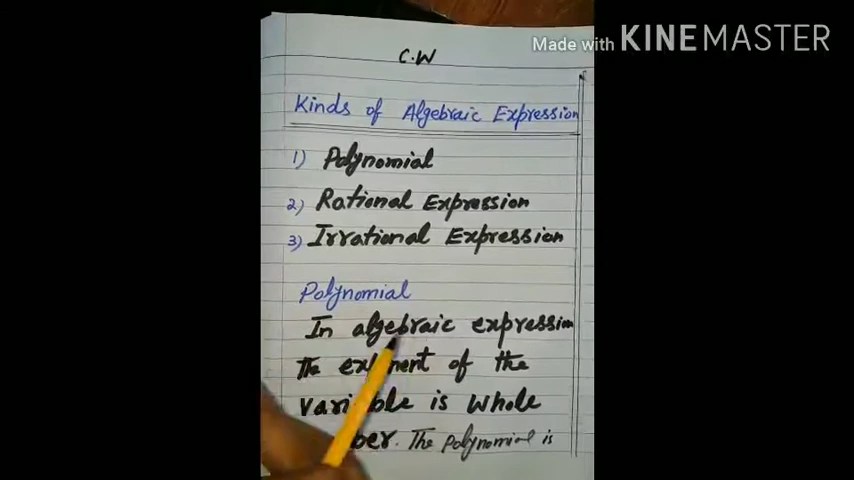 C.W
Made with KINEMASTER
Kinds of Algebraic Expression
1) Polynomial
2) Rational Expression
3) Irrational Expression
Polynomial
In algebraic expression
The of the
is whole
The polynomial is